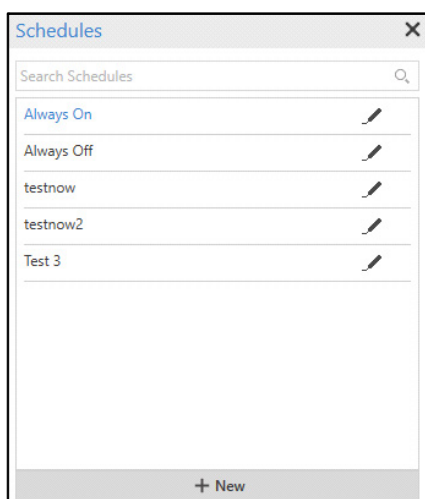 Schedules
Search Schedules
Always On
Always Off
testnow
testnow2
Test 3
New